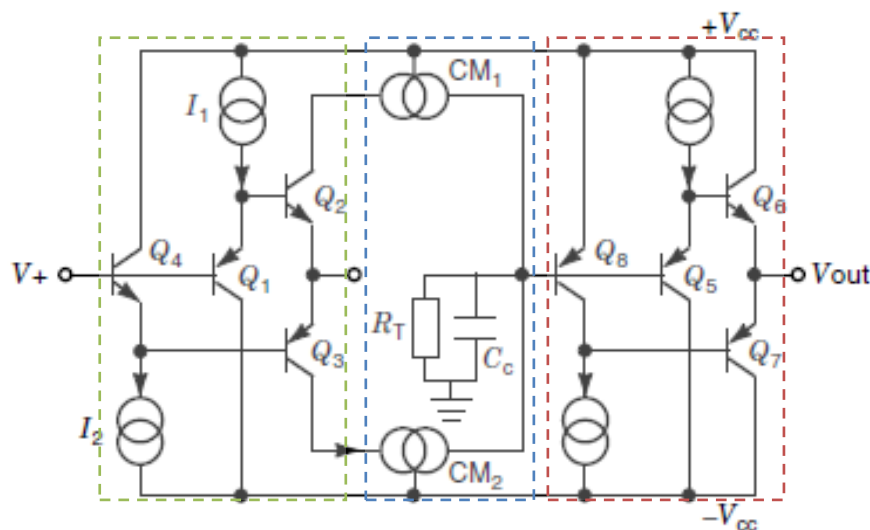 +Vcc
CM1
I1
Q2
Q6
V+
Q4
Q1
Q8
Q5
Vout
RT
Cc
Q3
Q7
I2
CM2
–Vcc